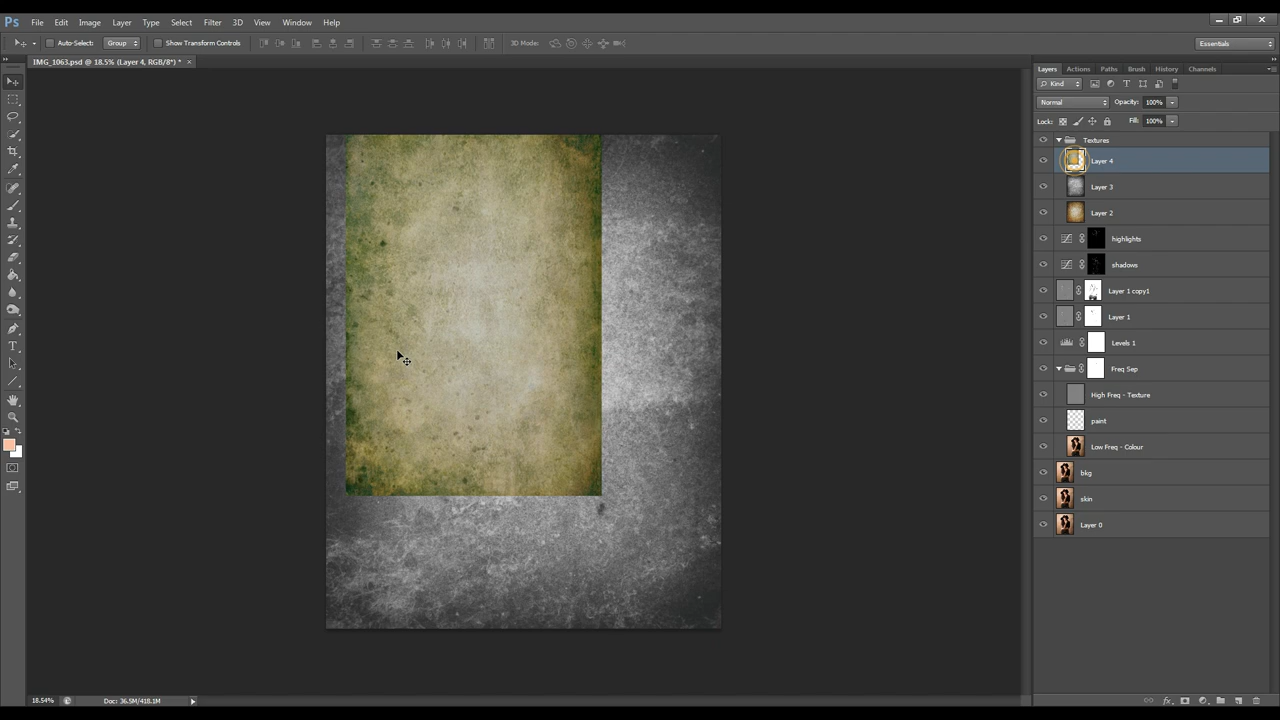 Ps File Edit Image Layer Type Select Filter 3D View Window Help
Auto-Select: Group Show Transform Controls 3D Mode: Essentials
IMG_1063.psd @ 18.5% (Layer 4, RGB/8*) * ×
Layers Actions Paths Brush History Channels
Kind
Normal Opacity: 100%
Lock: Fill: 100%
Textures
Layer 4
Layer 3
Layer 2
highlights
shadows
Layer 1 copy1
Layer 1
Levels 1
Freq Sep
High Freq - Texture
paint
Low Freq - Colour
bkg
skin
Layer 0
18.54% Doc: 36.5M/418.1M